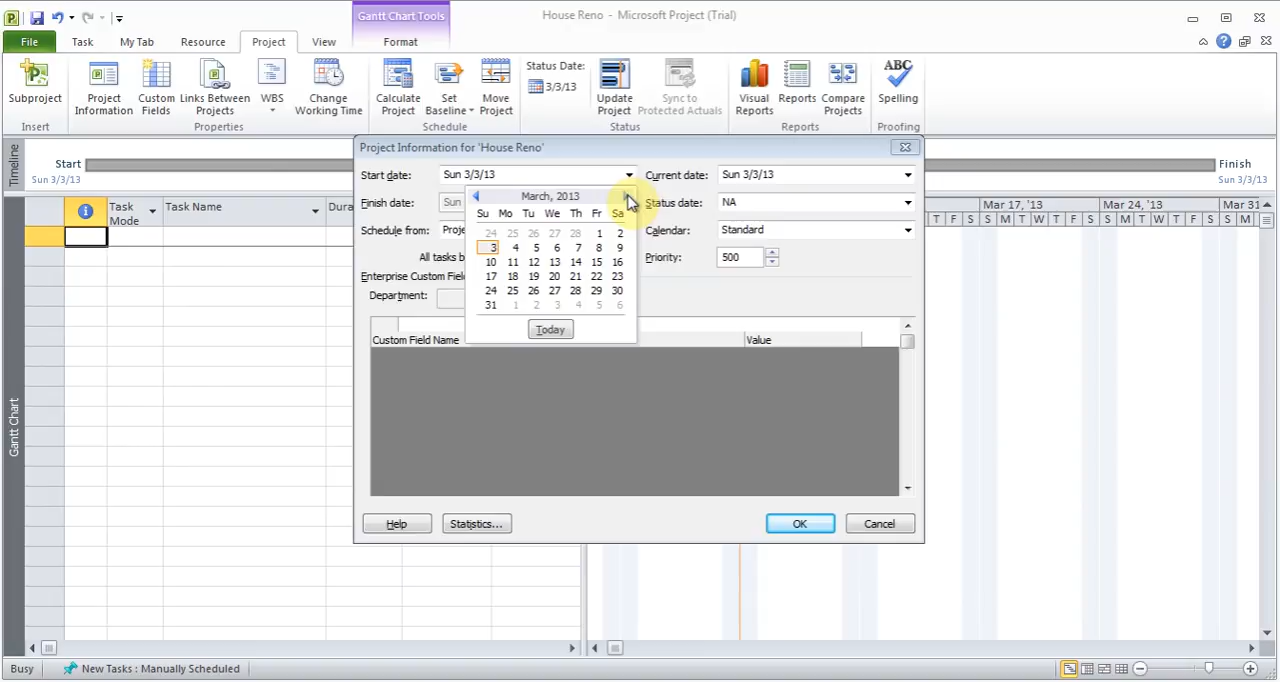 Gantt Chart Tools
House Reno - Microsoft Project (Trial)
File Task My Tab Resource Project View Format
Subproject
Project Information
Custom Fields
Links Between Projects
WBS
Change Working Time
Calculate Project
Set Baseline
Move Project
Status Date:
3/3/13
Update Project
Sync to Protected Actuals
Visual Reports
Reports
Compare Projects
ABC
Spelling
Insert Properties Schedule Status Reports Proofing
Timeline
Start
Sun 3/3/13
Finish
Sun 3/3/13
Project Information for 'House Reno'
Start date: Sun 3/3/13
Current date: Sun 3/3/13
Finish date: Sun
Status date: NA
Schedule from: Proje
Calendar: Standard
All tasks b
Priority: 500
Enterprise Custom Fiel
Department:
March, 2013
Su Mo Tu We Th Fr Sa
24 25 26 27 28 1 2
3 4 5 6 7 8 9
10 11 12 13 14 15 16
17 18 19 20 21 22 23
24 25 26 27 28 29 30
31 1 2 3 4 5 6
Today
Custom Field Name Value
Help Statistics... OK Cancel
Task Mode
Task Name
Dura
Mar 17, '13 Mar 24, '13 Mar 31
T F S S M T W T F S S M T W T F S S M
Gantt Chart
Busy New Tasks : Manually Scheduled